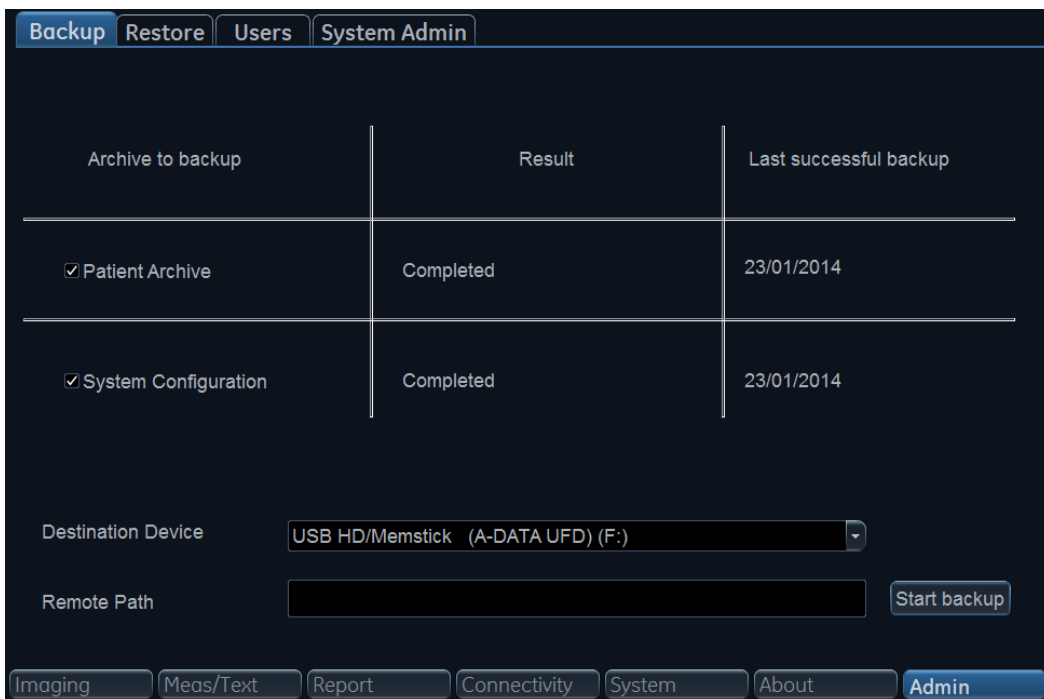 Backup Restore Users System Admin
Archive to backup Result Last successful backup
Patient Archive Completed 23/01/2014
System Configuration Completed 23/01/2014
Destination Device USB HD/Memstick (A-DATA UFD) (F:)
Remote Path Start backup
Imaging Meas/Text Report Connectivity System About Admin